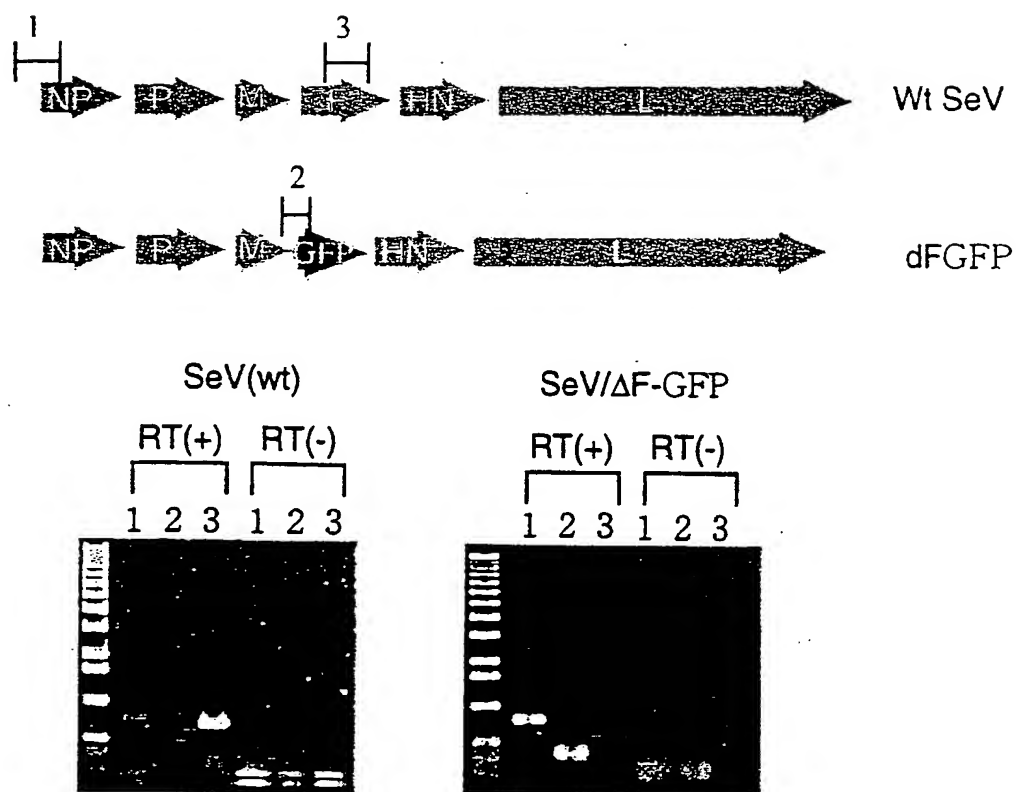 1 3
NP P M F HN L Wt SeV
2
NP P M GFP HN L dFGFP
SeV(wt) SeV/ΔF-GFP
RT(+) RT(-) RT(+) RT(-)
1 2 3 1 2 3 1 2 3 1 2 3